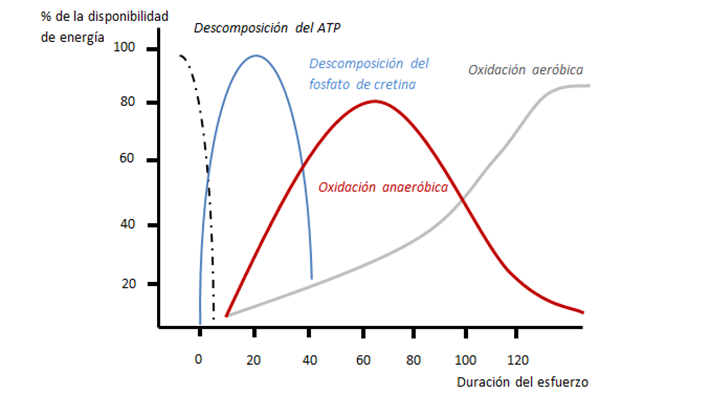 % de la disponibilidad
de energía
Descomposición del ATP
Descomposición del
fosfato de cretina
Oxidación aeróbica
Oxidación anaeróbica
100
80
60
40
20
0 20 40 60 80 100 120
Duración del esfuerzo